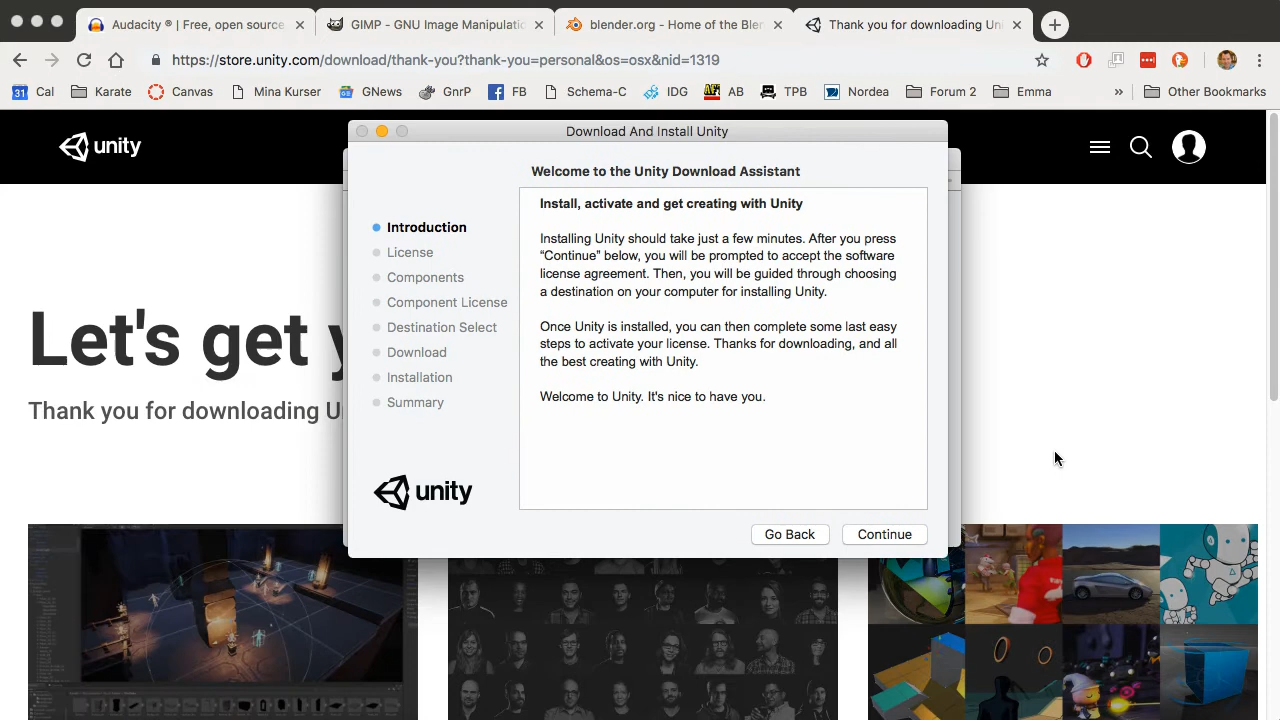 Audacity ® | Free, open source
GIMP - GNU Image Manipulati
blender.org - Home of the Blen
Thank you for downloading Uni
https://store.unity.com/download/thank-you?thank-you=personal&os=osx&nid=1319
31 Cal
Karate
Canvas
Mina Kurser
GNews
GnrP
FB
Schema-C
IDG
AB
TPB
Nordea
Forum 2
Emma
»
Other Bookmarks
unity
Download And Install Unity
Welcome to the Unity Download Assistant
Introduction
License
Components
Component License
Destination Select
Download
Installation
Summary
unity
Install, activate and get creating with Unity
Installing Unity should take just a few minutes. After you press
“Continue” below, you will be prompted to accept the software
license agreement. Then, you will be guided through choosing
a destination on your computer for installing Unity.
Once Unity is installed, you can then complete some last easy
steps to activate your license. Thanks for downloading, and all
the best creating with Unity.
Welcome to Unity. It's nice to have you.
Go Back
Continue
Let's get y
Thank you for downloading U